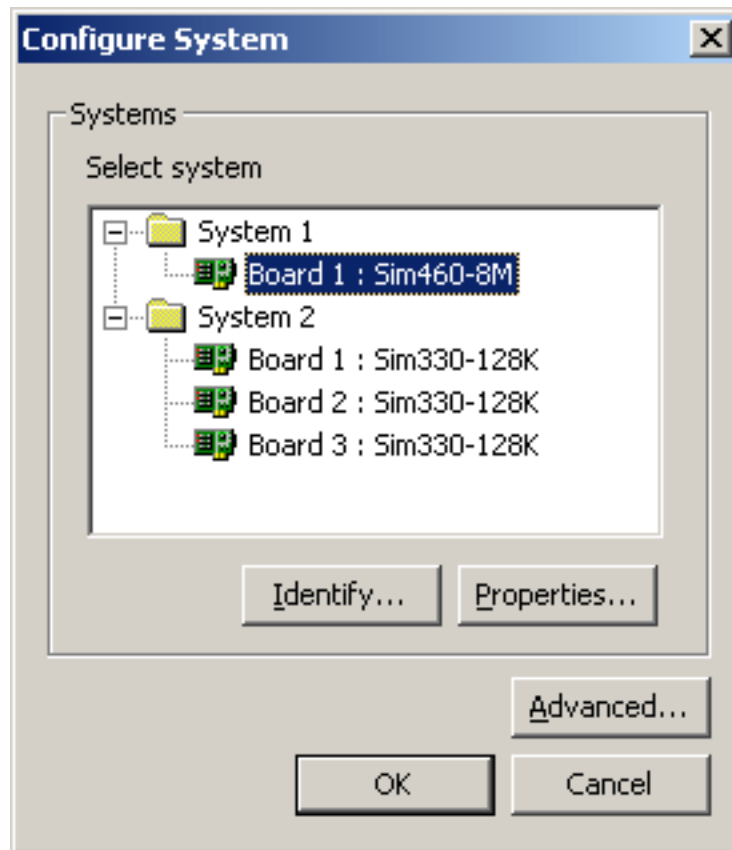 Configure System
Systems
Select system
System 1
Board 1 : Sim460-8M
System 2
Board 1 : Sim330-128K
Board 2 : Sim330-128K
Board 3 : Sim330-128K
Identify... Properties...
Advanced...
OK Cancel